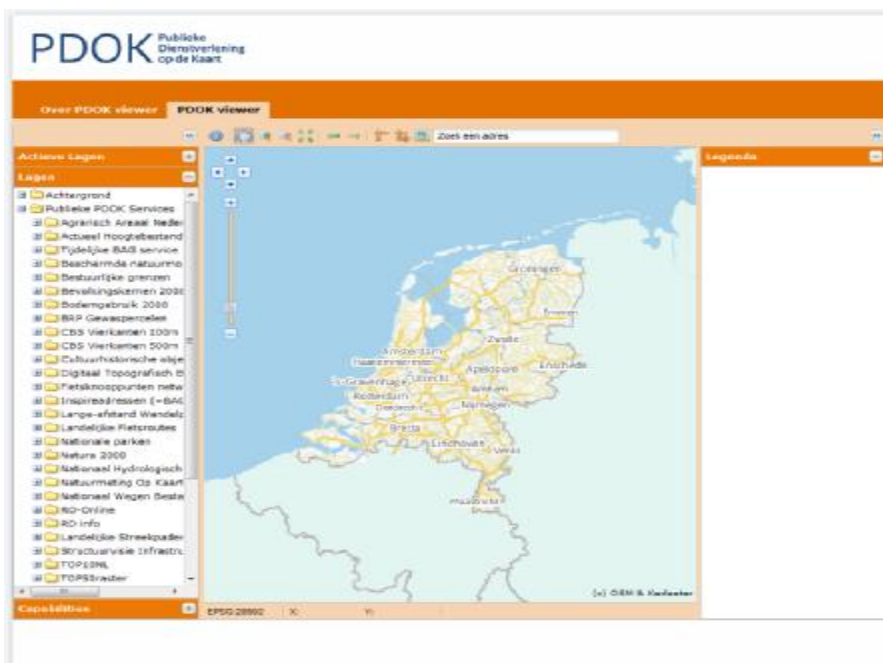 PDOK
Publieke
Dienstverlening
op de Kaart
Over PDOK viewer
PDOK viewer
Zoek een adres
Actieve Lagen
Lagen
Achtergrond
Publieke PDOK Services
Agrarisch Areaal Neder
Actueel Hoogtebestand
Tijdelijke BAG service
Beschermde natuurmo
Bestuurlijke grenzen
Bevolkingskernen 2008
Bodemgebruik 2008
BRP Gewaspercelen
CBS Vierkanten 100m
CBS Vierkanten 500m
Cultuurhistorische obje
Digitaal Topografisch B
Fietsknooppunten netw
Inspireadressen (=BAG
Lange-afstand Wandelp
Landelijke Fietsroutes
Nationale parken
Natura 2000
Nationaal Hydrologisch
Natuurmeting Op Kaart
Nationaal Wegen Beste
RO-Online
RD info
Landelijke Streekpaden
Structuurvisie Infrastru
TOP10NL
TOP50raster
Capabilities
Groningen
Emmen
Zwolle
Amsterdam
Haarlemmermeer
Apeldoorn
Enschede
's-Gravenhage
Utrecht
Arnhem
Rotterdam
Dordrecht
Nijmegen
Breda
Eindhoven
Venlo
Maastricht
(c) OSM & Kadaster
EPSG:28992
X:
Y:
Legenda